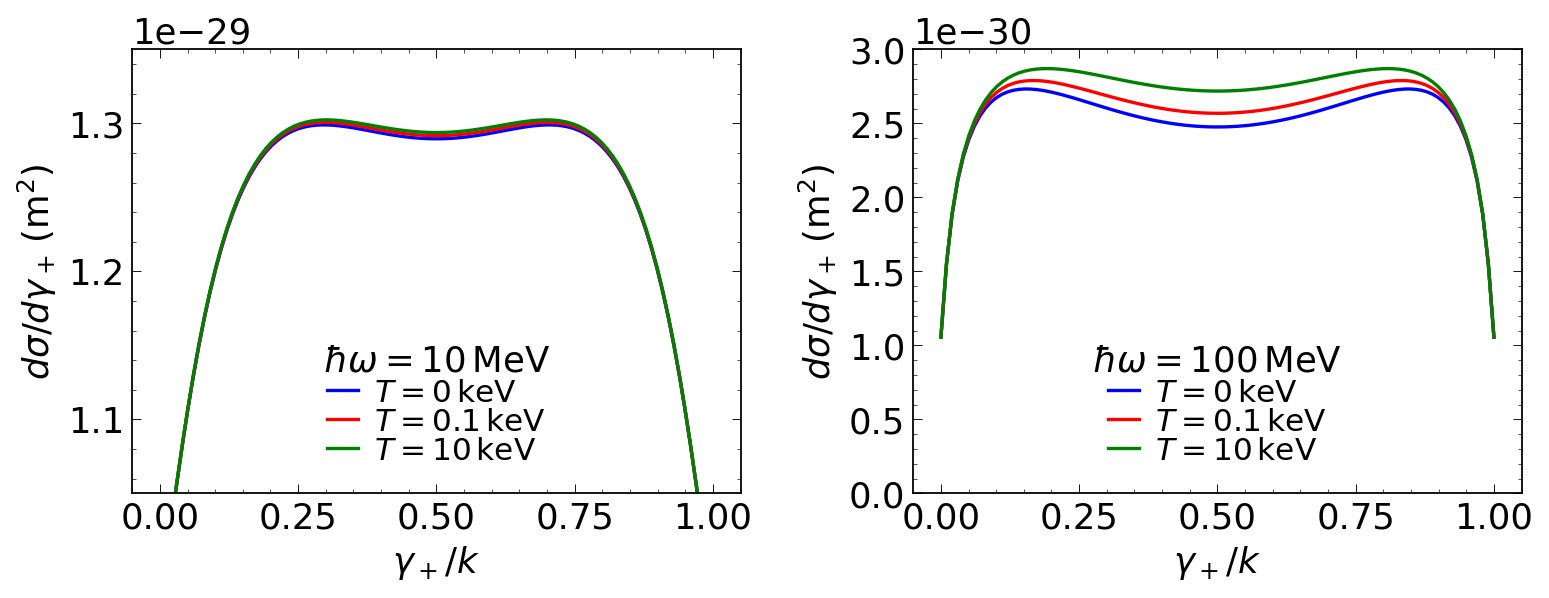 1e−29
dσ/dγ₊ (m²)
1.3
1.2
1.1
ħω = 10 MeV
T = 0 keV
T = 0.1 keV
T = 10 keV
0.00 0.25 0.50 0.75 1.00
γ₊/k
1e−30
dσ/dγ₊ (m²)
3.0
2.5
2.0
1.5
1.0
0.5
0.0
ħω = 100 MeV
T = 0 keV
T = 0.1 keV
T = 10 keV
0.00 0.25 0.50 0.75 1.00
γ₊/k